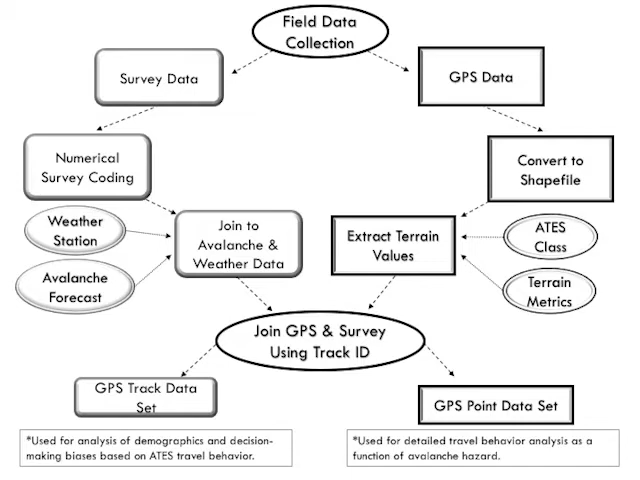 Field Data
Collection
Survey Data
GPS Data
Numerical
Survey Coding
Convert to
Shapefile
Weather
Station
Join to
Avalanche &
Weather Data
Extract Terrain
Values
ATES
Class
Avalanche
Forecast
Terrain
Metrics
Join GPS & Survey
Using Track ID
GPS Track Data
Set
GPS Point Data Set
*Used for analysis of demographics and decision-
making biases based on ATES travel behavior.
*Used for detailed travel behavior analysis as a
function of avalanche hazard.